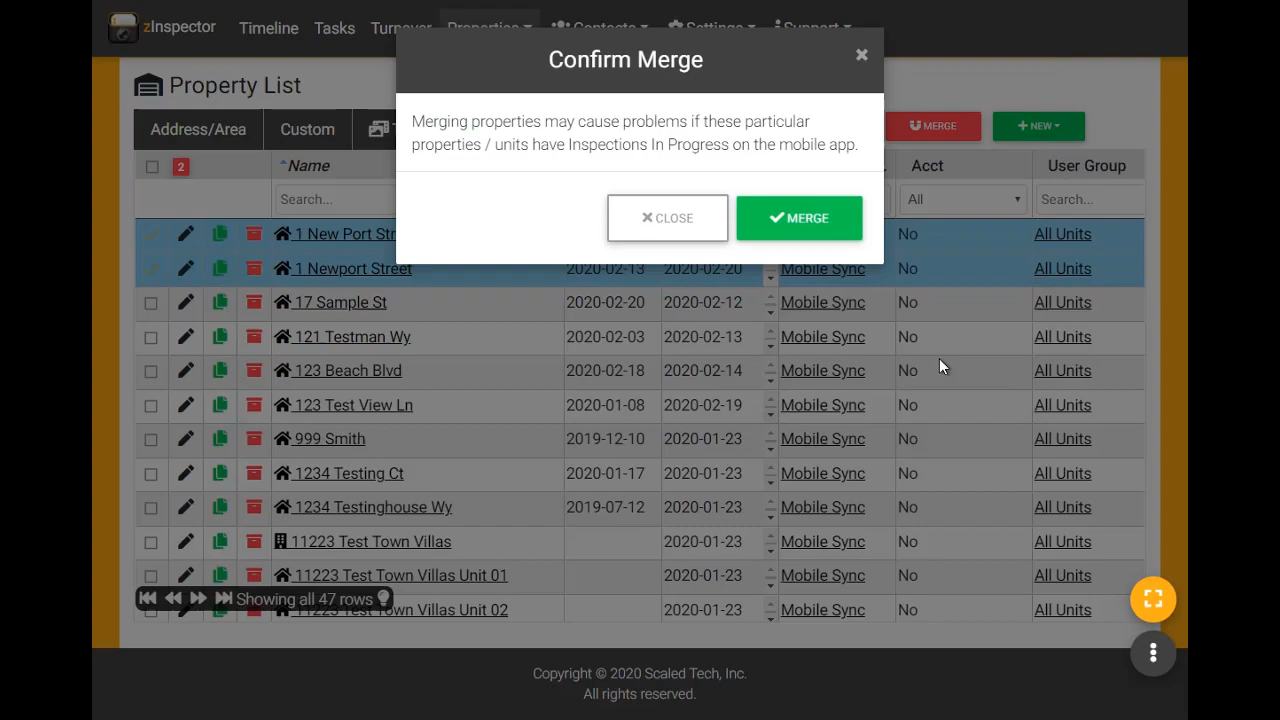 zInspector Timeline Tasks Turnover Properties Contacts Settings Support
Confirm Merge ×
Merging properties may cause problems if these particular
properties / units have Inspections In Progress on the mobile app.
CLOSE MERGE
Property List
Address/Area Custom MERGE NEW
2 Name Acct User Group
Search... All Search...
1 New Port Str No All Units
1 Newport Street 2020-02-13 2020-02-20 Mobile Sync No All Units
17 Sample St 2020-02-20 2020-02-12 Mobile Sync No All Units
121 Testman Wy 2020-02-03 2020-02-13 Mobile Sync No All Units
123 Beach Blvd 2020-02-18 2020-02-14 Mobile Sync No All Units
123 Test View Ln 2020-01-08 2020-02-19 Mobile Sync No All Units
999 Smith 2019-12-10 2020-01-23 Mobile Sync No All Units
1234 Testing Ct 2020-01-17 2020-01-23 Mobile Sync No All Units
1234 Testinghouse Wy 2019-07-12 2020-01-23 Mobile Sync No All Units
11223 Test Town Villas 2020-01-23 Mobile Sync No All Units
11223 Test Town Villas Unit 01 2020-01-23 Mobile Sync No All Units
Showing all 47 rows
11223 Test Town Villas Unit 02 2020-01-23 Mobile Sync No All Units
Copyright © 2020 Scaled Tech, Inc.
All rights reserved.